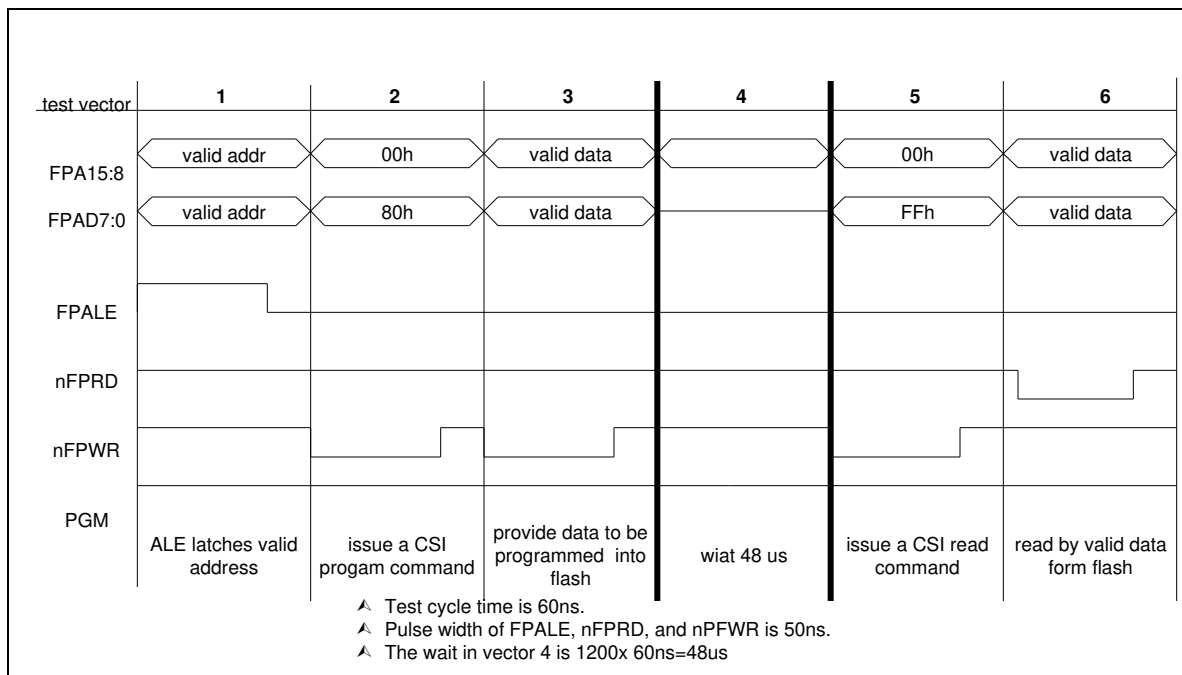 test vector 1 2 3 4 5 6
FPA15:8 valid addr 00h valid data 00h valid data
FPAD7:0 valid addr 80h valid data FFh valid data
FPALE
nFPRD
nFPWR
PGM
ALE latches valid
address
issue a CSI
progam command
provide data to be
programmed into
flash
wiat 48 us
issue a CSI read
command
read by valid data
form flash
Test cycle time is 60ns.
Pulse width of FPALE, nFPRD, and nPFWR is 50ns.
The wait in vector 4 is 1200x 60ns=48us